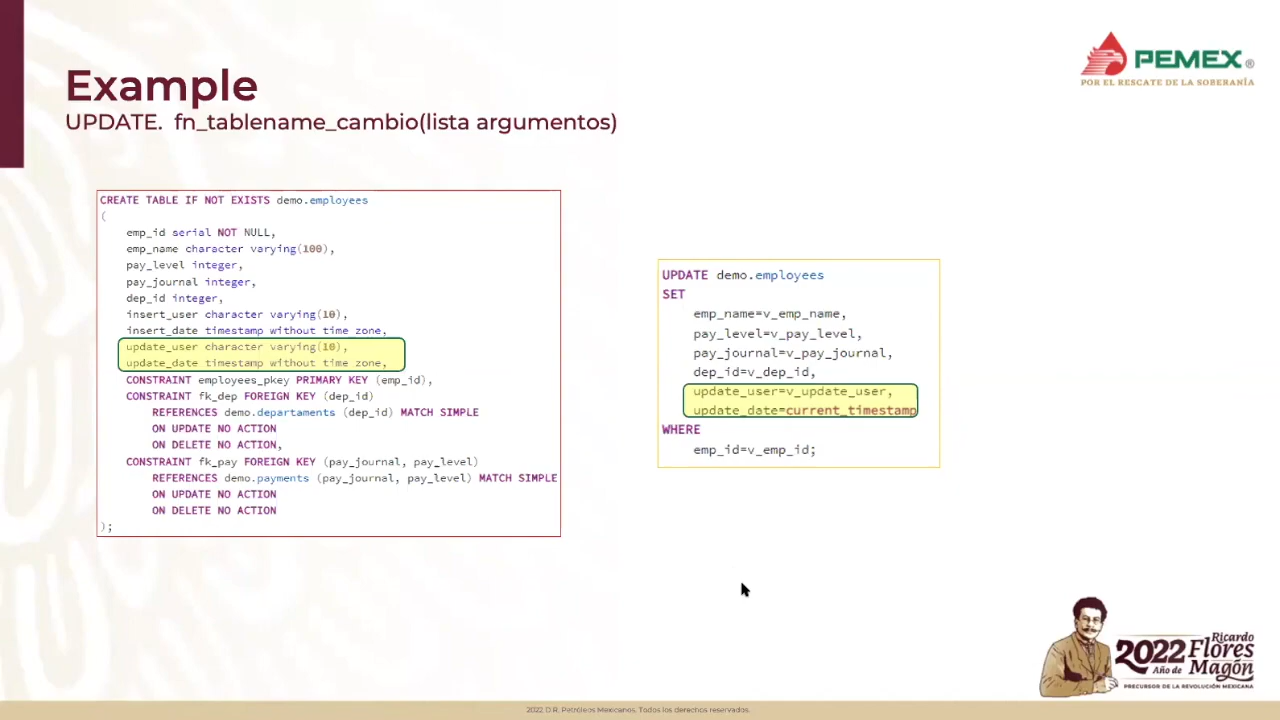 Example
UPDATE. fn_tablename_cambio(lista argumentos)
PEMEX ®
POR EL RESCATE DE LA SOBERANÍA
CREATE TABLE IF NOT EXISTS demo.employees
(
emp_id serial NOT NULL,
emp_name character varying(100),
pay_level integer,
pay_journal integer,
dep_id integer,
insert_user character varying(10),
insert_date timestamp without time zone,
update_user character varying(10),
update_date timestamp without time zone,
CONSTRAINT employees_pkey PRIMARY KEY (emp_id),
CONSTRAINT fk_dep FOREIGN KEY (dep_id)
REFERENCES demo.departaments (dep_id) MATCH SIMPLE
ON UPDATE NO ACTION
ON DELETE NO ACTION,
CONSTRAINT fk_pay FOREIGN KEY (pay_journal, pay_level)
REFERENCES demo.payments (pay_journal, pay_level) MATCH SIMPLE
ON UPDATE NO ACTION
ON DELETE NO ACTION
);
UPDATE demo.employees
SET
emp_name=v_emp_name,
pay_level=v_pay_level,
pay_journal=v_pay_journal,
dep_id=v_dep_id,
update_user=v_update_user,
update_date=current_timestamp
WHERE
emp_id=v_emp_id;
2022 Ricardo
Año de Flores
Magón
PRECURSOR DE LA REVOLUCIÓN MEXICANA
2022, D.R. Petróleos Mexicanos. Todos los derechos reservados.